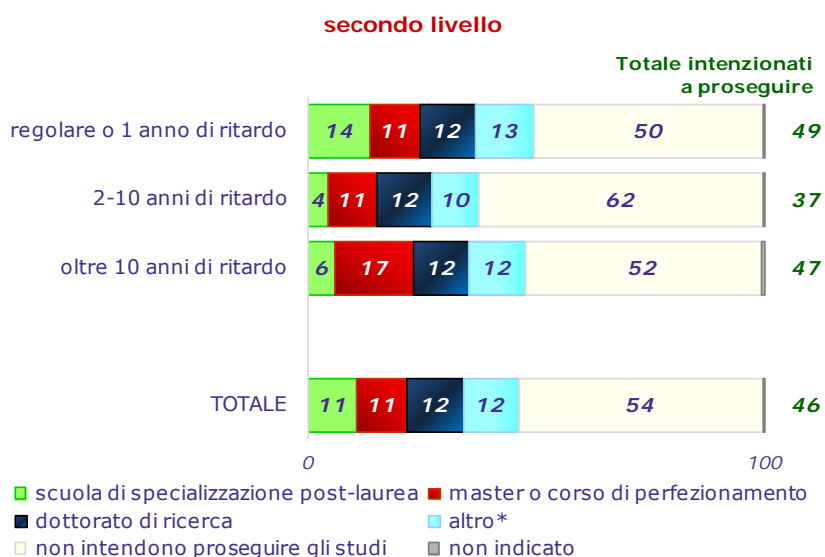 secondo livello
Totale intenzionati
a proseguire
regolare o 1 anno di ritardo 14 11 12 13 50 49
2-10 anni di ritardo 4 11 12 10 62 37
oltre 10 anni di ritardo 6 17 12 12 52 47
TOTALE 11 11 12 12 54 46
0 100
scuola di specializzazione post-laurea master o corso di perfezionamento
dottorato di ricerca altro*
non intendono proseguire gli studi non indicato